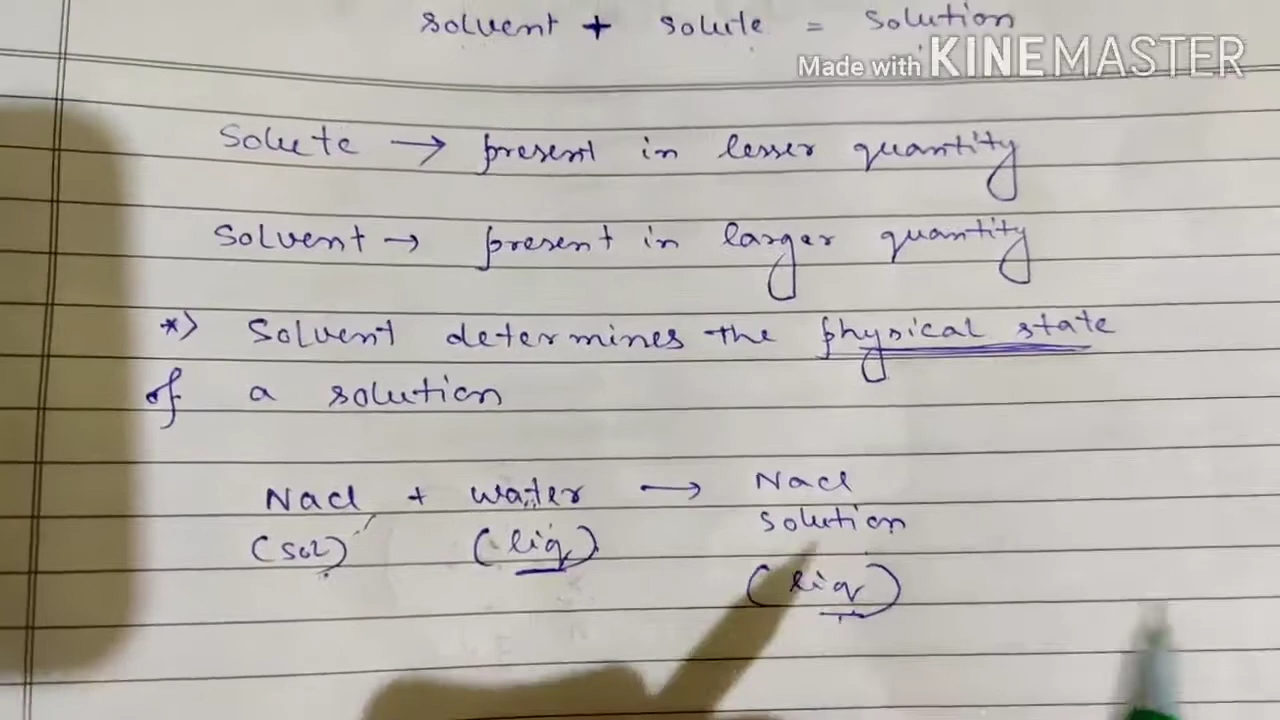 solvent + solute = solution
Made with KINEMASTER
Solute → present in lesser quantity
Solvent → present in larger quantity
*> Solvent determines the physical state
of a solution
Nacl + water → Nacl
solution
(sol) (liq) (liq)